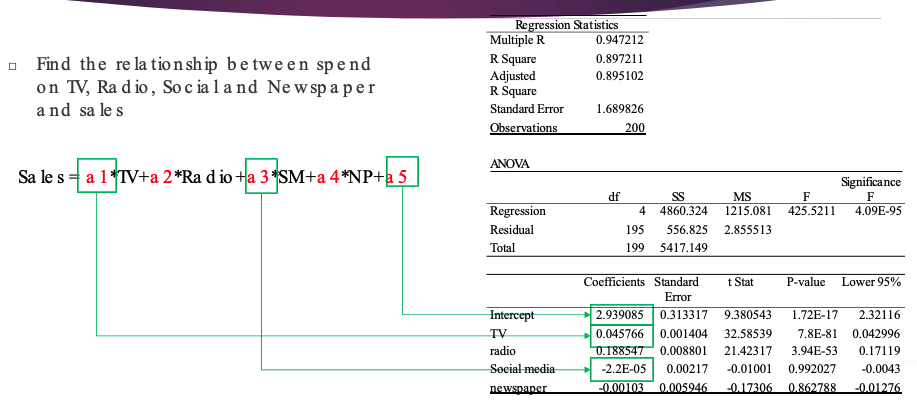 □ Find the relationship between spend
on TV, Radio, Social and Newspaper
and sales
Sales = a1*TV+a2*Radio+a3*SM+a4*NP+a5
Regression Statistics
Multiple R 0.947212
R Square 0.897211
Adjusted 0.895102
R Square
Standard Error 1.689826
Observations 200
ANOVA
Significance
df SS MS F F
Regression 4 4860.324 1215.081 425.5211 4.09E-95
Residual 195 556.825 2.855513
Total 199 5417.149
Coefficients Standard t Stat P-value Lower 95%
Error
Intercept 2.939085 0.313317 9.380543 1.72E-17 2.32116
TV 0.045766 0.001404 32.58539 7.8E-81 0.042996
radio 0.188547 0.008801 21.42317 3.94E-53 0.17119
Social media -2.2E-05 0.00217 -0.01001 0.992027 -0.0043
newspaper -0.00103 0.005946 -0.17306 0.862788 -0.01276